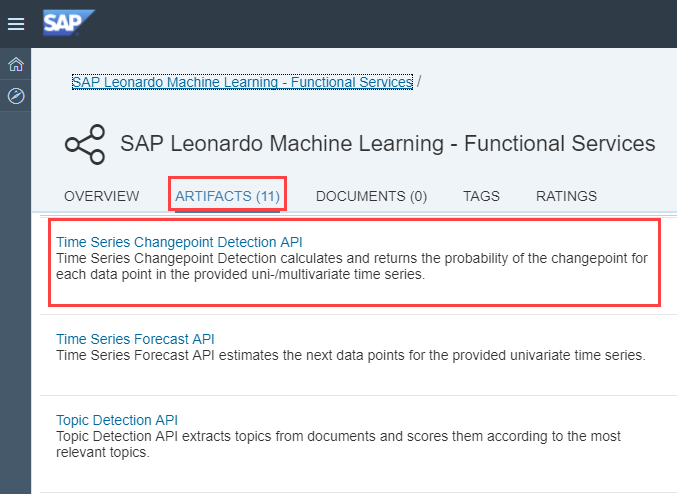 SAP
SAP Leonardo Machine Learning - Functional Services /
SAP Leonardo Machine Learning - Functional Services
OVERVIEW ARTIFACTS (11) DOCUMENTS (0) TAGS RATINGS
Time Series Changepoint Detection API
Time Series Changepoint Detection calculates and returns the probability of the changepoint for
each data point in the provided uni-/multivariate time series.
Time Series Forecast API
Time Series Forecast API estimates the next data points for the provided univariate time series.
Topic Detection API
Topic Detection API extracts topics from documents and scores them according to the most
relevant topics.